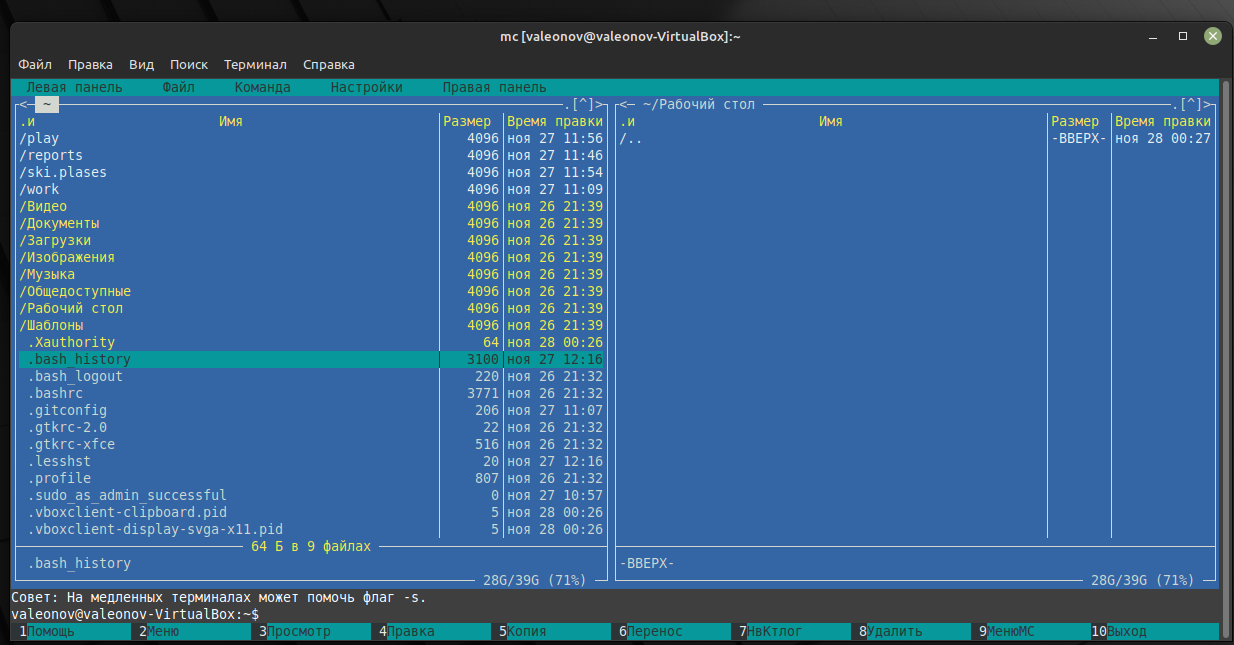 mc [valeonov@valeonov-VirtualBox]:~
Файл Правка Вид Поиск Терминал Справка
Левая панель Файл Команда Настройки Правая панель
<— ~ .[^]> <— ~/Рабочий стол .[^]>
.и Имя Размер Время правки .и Имя Размер Время правки
/play 4096 ноя 27 11:56 /.. -ВВЕРХ- ноя 28 00:27
/reports 4096 ноя 27 11:46
/ski.plases 4096 ноя 27 11:54
/work 4096 ноя 27 11:09
/Видео 4096 ноя 26 21:39
/Документы 4096 ноя 26 21:39
/Загрузки 4096 ноя 26 21:39
/Изображения 4096 ноя 26 21:39
/Музыка 4096 ноя 26 21:39
/Общедоступные 4096 ноя 26 21:39
/Рабочий стол 4096 ноя 26 21:39
/Шаблоны 4096 ноя 26 21:39
.Xauthority 64 ноя 28 00:26
.bash_history 3100 ноя 27 12:16
.bash_logout 220 ноя 26 21:32
.bashrc 3771 ноя 26 21:32
.gitconfig 206 ноя 27 11:07
.gtkrc-2.0 22 ноя 26 21:32
.gtkrc-xfce 516 ноя 26 21:32
.lesshst 20 ноя 27 12:16
.profile 807 ноя 26 21:32
.sudo_as_admin_successful 0 ноя 27 10:57
.vboxclient-clipboard.pid 5 ноя 28 00:26
.vboxclient-display-svga-x11.pid 5 ноя 28 00:26
64 Б в 9 файлах
.bash_history -ВВЕРХ-
28G/39G (71%) 28G/39G (71%)
Совет: На медленных терминалах может помочь флаг -s.
valeonov@valeonov-VirtualBox:~$
1Помощь 2Меню 3Просмотр 4Правка 5Копия 6Перенос 7НвКтлог 8Удалить 9МенюМС 10Выход